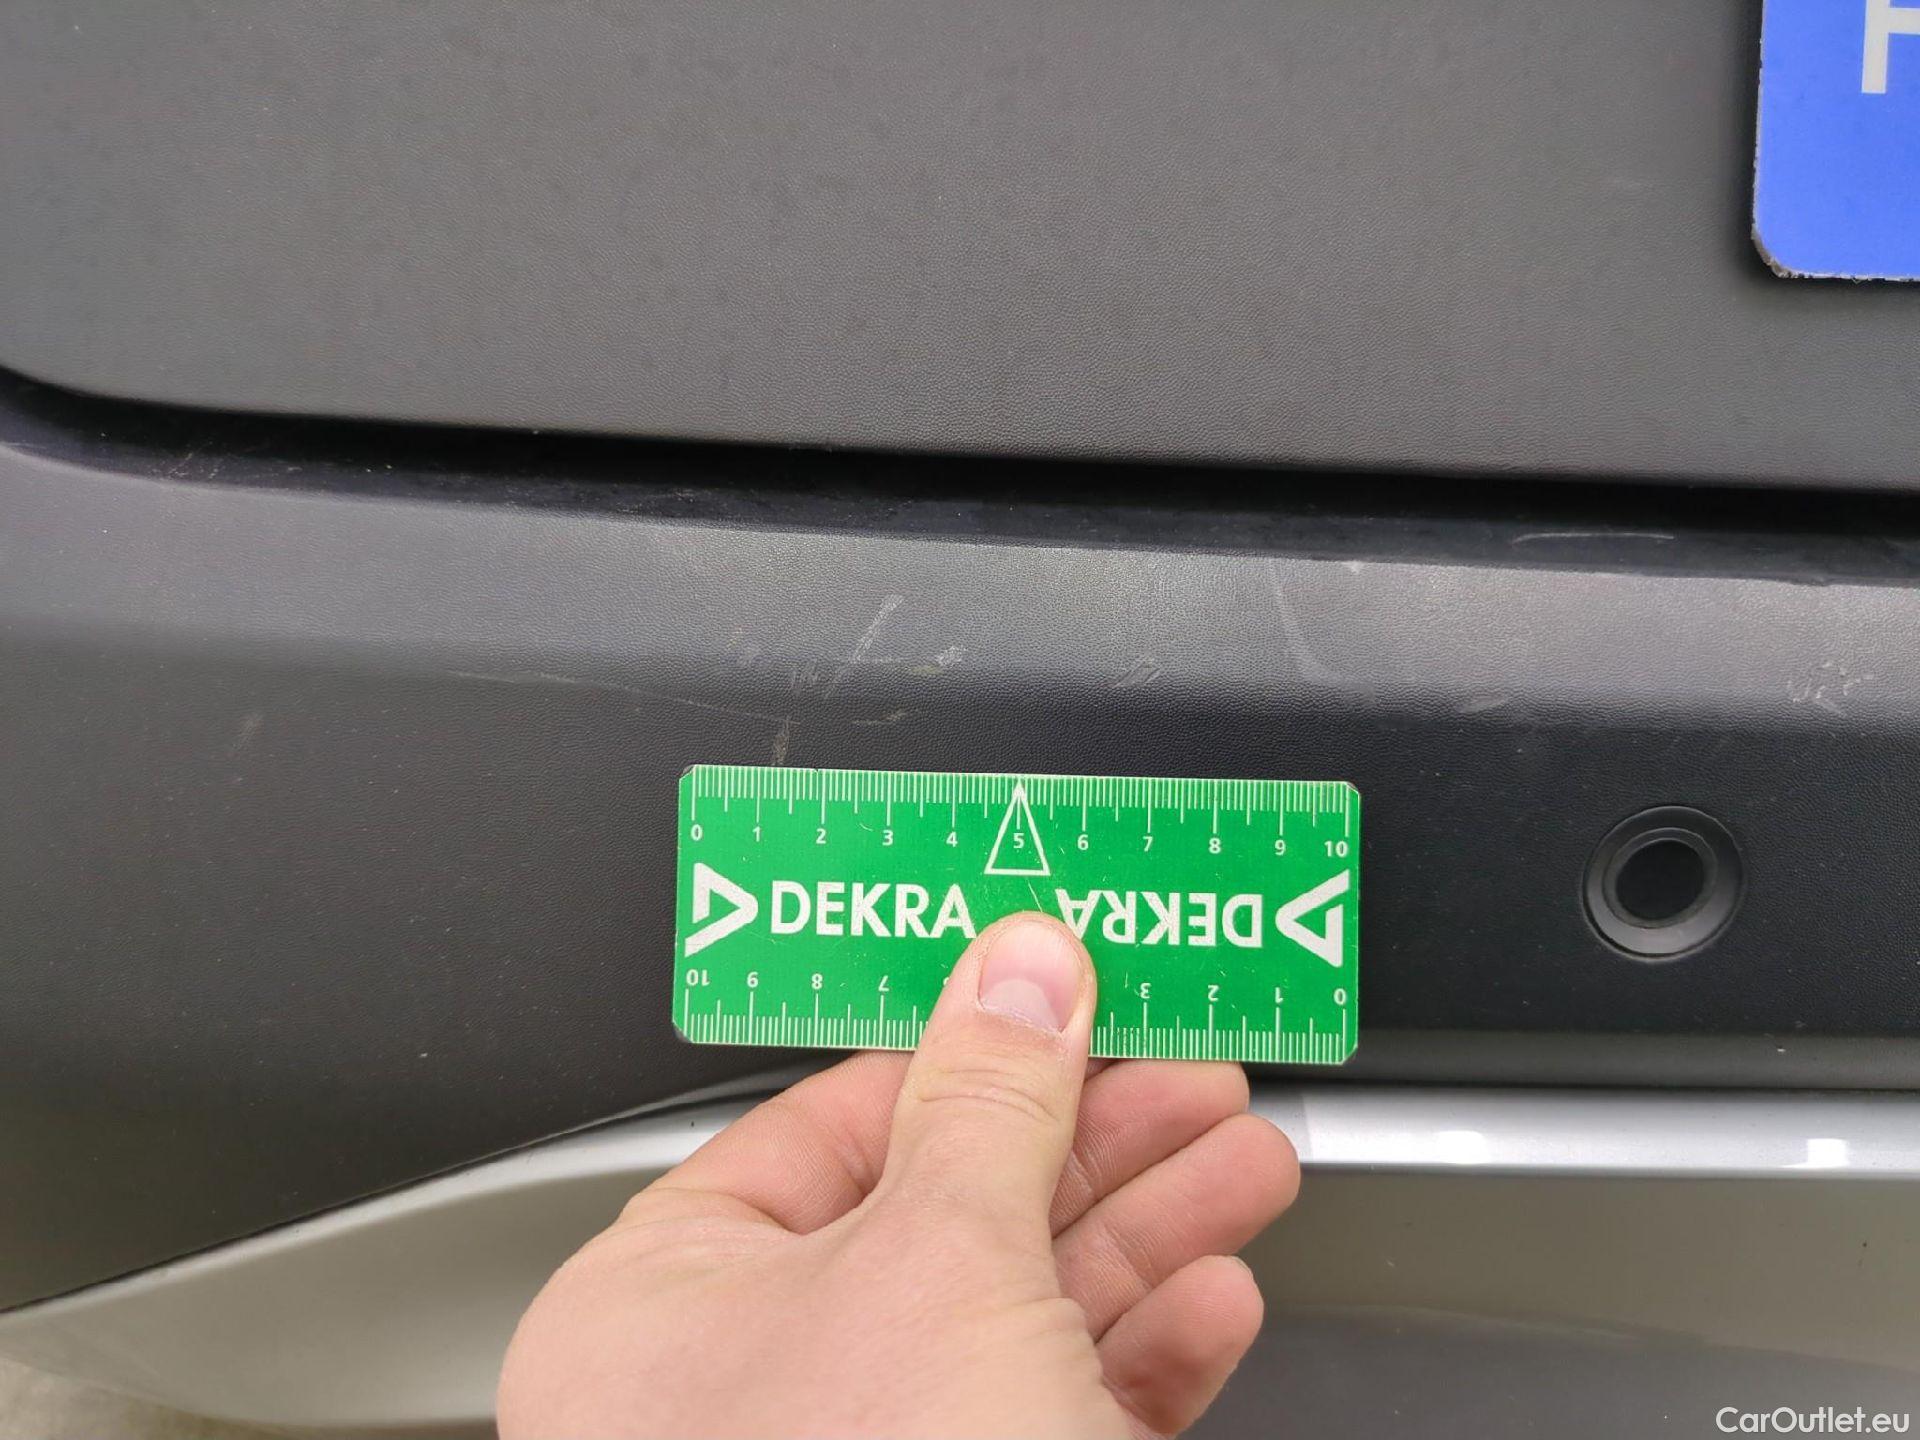 F
0 1 2 3 4 5 6 7 8 9 10
DEKRA DEKRA
10 9 8 7 3 2 1 0
CarOutlet.eu